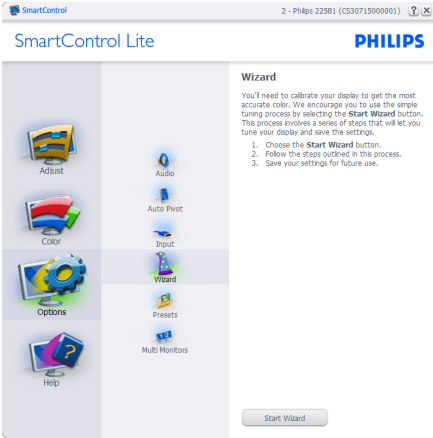 SmartControl
2 - Philips 225B1 (CS30715000001)
SmartControl Lite
PHILIPS
Adjust
Color
Options
Help
Audio
Auto Pivot
Input
Wizard
Presets
Multi Monitors
Wizard
You'll need to calibrate your display to get the most
accurate color. We encourage you to use the simple
tuning process by selecting the Start Wizard button.
This process involves a series of steps that will let you
tune your display and save the settings.
1. Choose the Start Wizard button.
2. Follow the steps outlined in this process.
3. Save your settings for future use.
Start Wizard